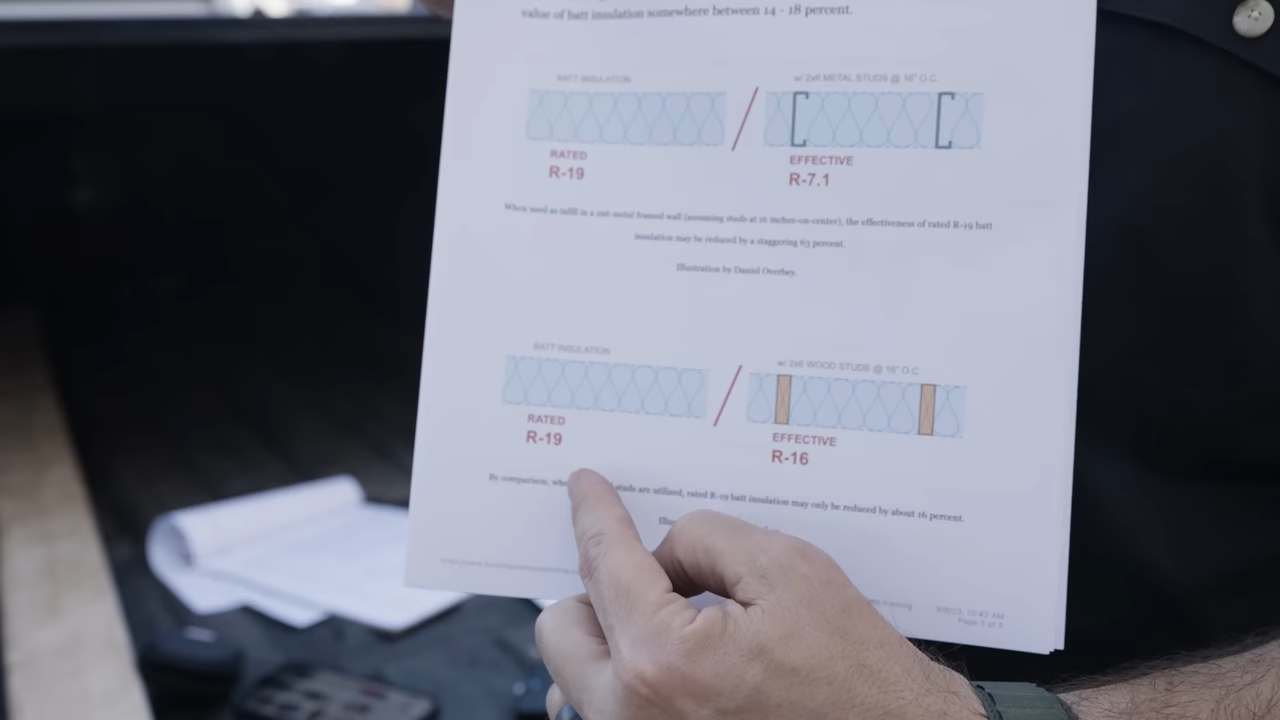 value of batt insulation somewhere between 14 - 18 percent.
BATT INSULATION
w/ 2x6 METAL STUDS @ 16" O.C.
RATED
R-19
EFFECTIVE
R-7.1
When used as infill in a 2x6 metal framed wall (assuming studs at 16 inches-on-center), the effectiveness of rated R-19 batt
insulation may be reduced by a staggering 63 percent.
Illustration by Daniel Overbey.
BATT INSULATION
w/ 2x6 WOOD STUDS @ 16" O.C.
RATED
R-19
EFFECTIVE
R-16
By comparison, studs are utilized, rated R-19 batt insulation may only be reduced by about 16 percent.
Page 5 of 5